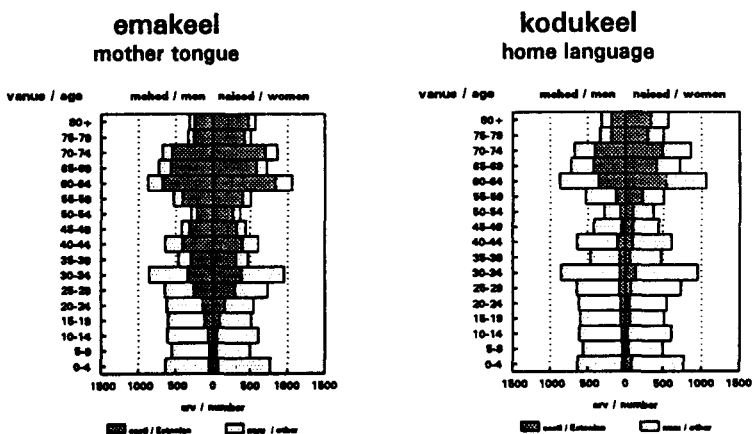 emakeel
mother tongue
vanus / age
mehed / men naised / women
80+
75-79
70-74
65-69
60-64
55-59
50-54
45-49
40-44
35-39
30-34
25-29
20-24
15-19
10-14
5-9
0-4
1500 1000 500 0 500 1000 1500
arv / number
eesti / Estonian muu / other
kodukeel
home language
vanus / age
mehed / men naised / women
80+
75-79
70-74
65-69
60-64
55-59
50-54
45-49
40-44
35-39
30-34
25-29
20-24
15-19
10-14
5-9
0-4
1500 1000 500 0 500 1000 1500
arv / number
eesti / Estonian muu / other